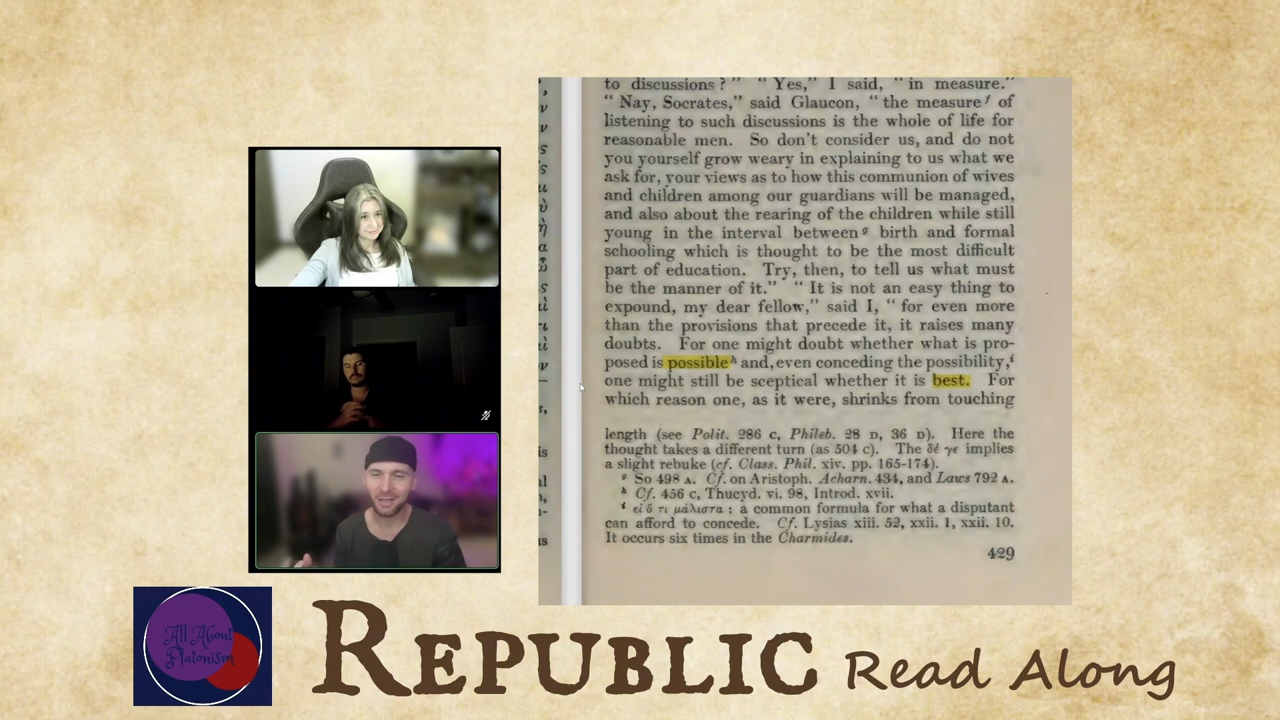 to discussions?” “ Yes,” I said, “ in measure.”
“ Nay, Socrates,” said Glaucon, “ the measure f of
listening to such discussions is the whole of life for
reasonable men. So don't consider us, and do not
you yourself grow weary in explaining to us what we
ask for, your views as to how this communion of wives
and children among our guardians will be managed,
and also about the rearing of the children while still
young in the interval between g birth and formal
schooling which is thought to be the most difficult
part of education. Try, then, to tell us what must
be the manner of it.” “ It is not an easy thing to
expound, my dear fellow,” said I, “ for even more
than the provisions that precede it, it raises many
doubts. For one might doubt whether what is pro-
posed is possible h and, even conceding the possibility, i
one might still be sceptical whether it is best. For
which reason one, as it were, shrinks from touching
length (see Polit. 286 c, Phileb. 28 D, 36 D). Here the
thought takes a different turn (as 504 c). The δέ γε implies
a slight rebuke (cf. Class. Phil. xiv. pp. 165-174).
g So 498 A. Cf. on Aristoph. Acharn. 434, and Laws 792 A.
h Cf. 456 c, Thucyd. vi. 98, Introd. xvii.
i εἰ δ τι μάλιστα : a common formula for what a disputant
can afford to concede. Cf. Lysias xiii. 52, xxii. 1, xxii. 10.
It occurs six times in the Charmides.
429
All About
Platonism
REPUBLIC Read Along